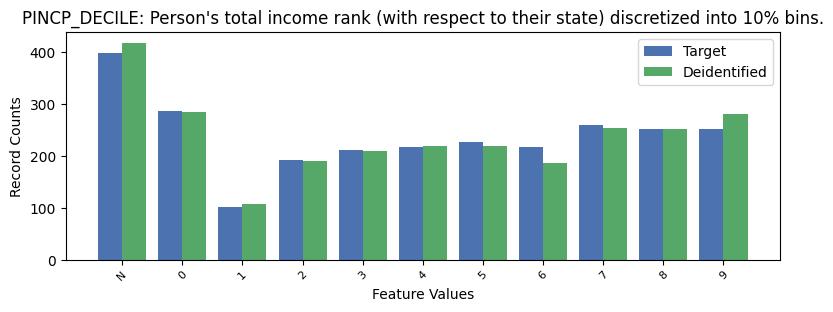 PINCP_DECILE: Person's total income rank (with respect to their state) discretized into 10% bins.
400
300
200
100
0
Record Counts
Target
Deidentified
N 0 1 2 3 4 5 6 7 8 9
Feature Values